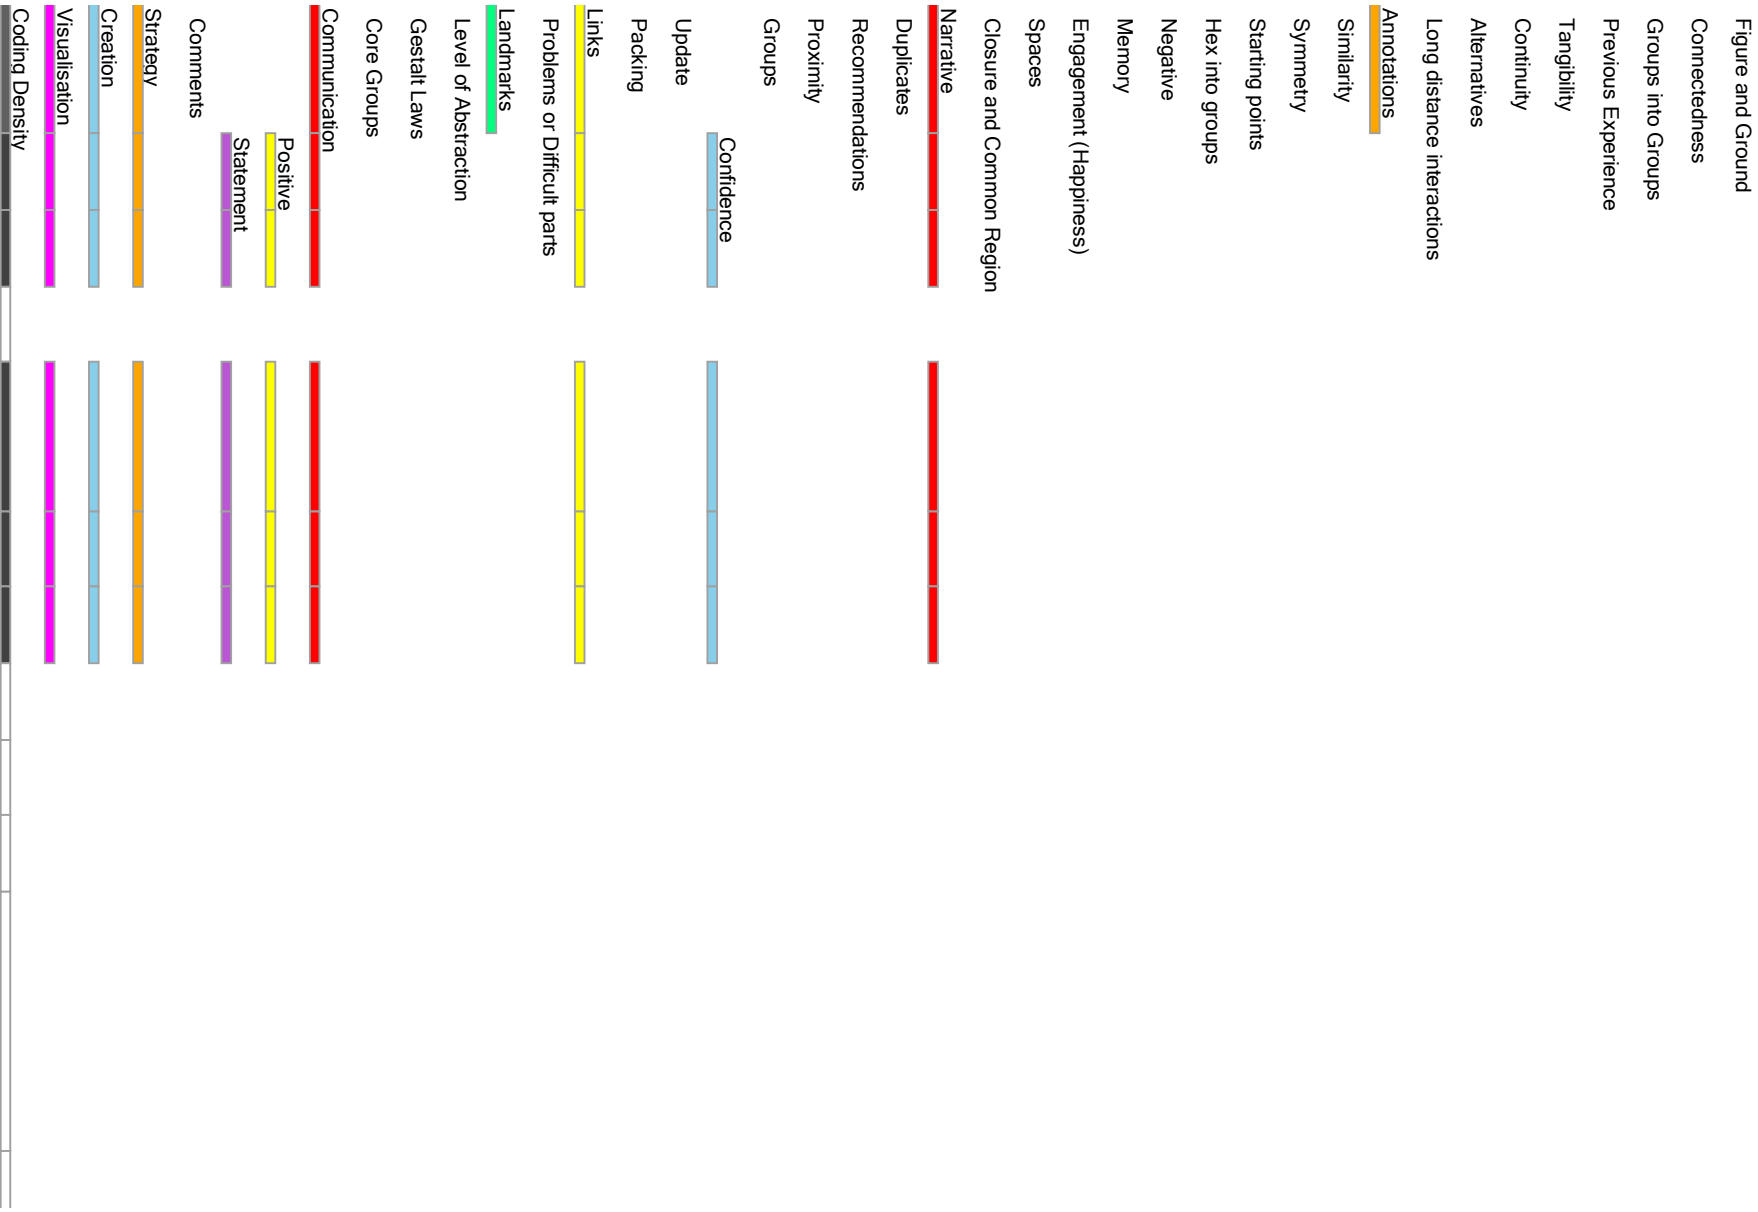 Coding Density
Visualisation
Creation
Strategy
Comments
Statement
Positive
Communication
Core Groups
Gestalt Laws
Level of Abstraction
Landmarks
Problems or Difficult parts
Links
Packing
Update
Confidence
Groups
Proximity
Recommendations
Duplicates
Narrative
Closure and Common Region
Spaces
Engagement (Happiness)
Memory
Negative
Hex into groups
Starting points
Symmetry
Similarity
Annotations
Long distance interactions
Alternatives
Continuity
Tangibility
Previous Experience
Groups into Groups
Connectedness
Figure and Ground